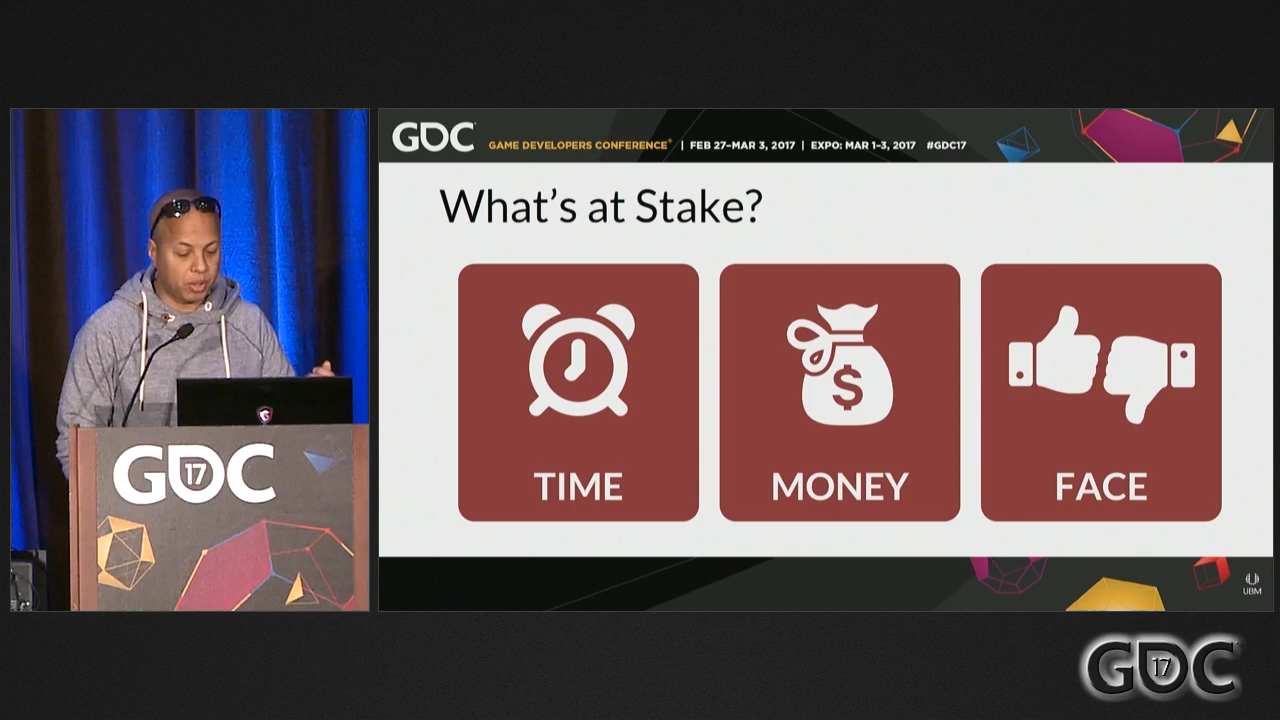 GDC
GAME DEVELOPERS CONFERENCE® | FEB 27–MAR 3, 2017 | EXPO: MAR 1–3, 2017 #GDC17
What's at Stake?
$
TIME MONEY FACE
GDC
17
UBM
GDC
17